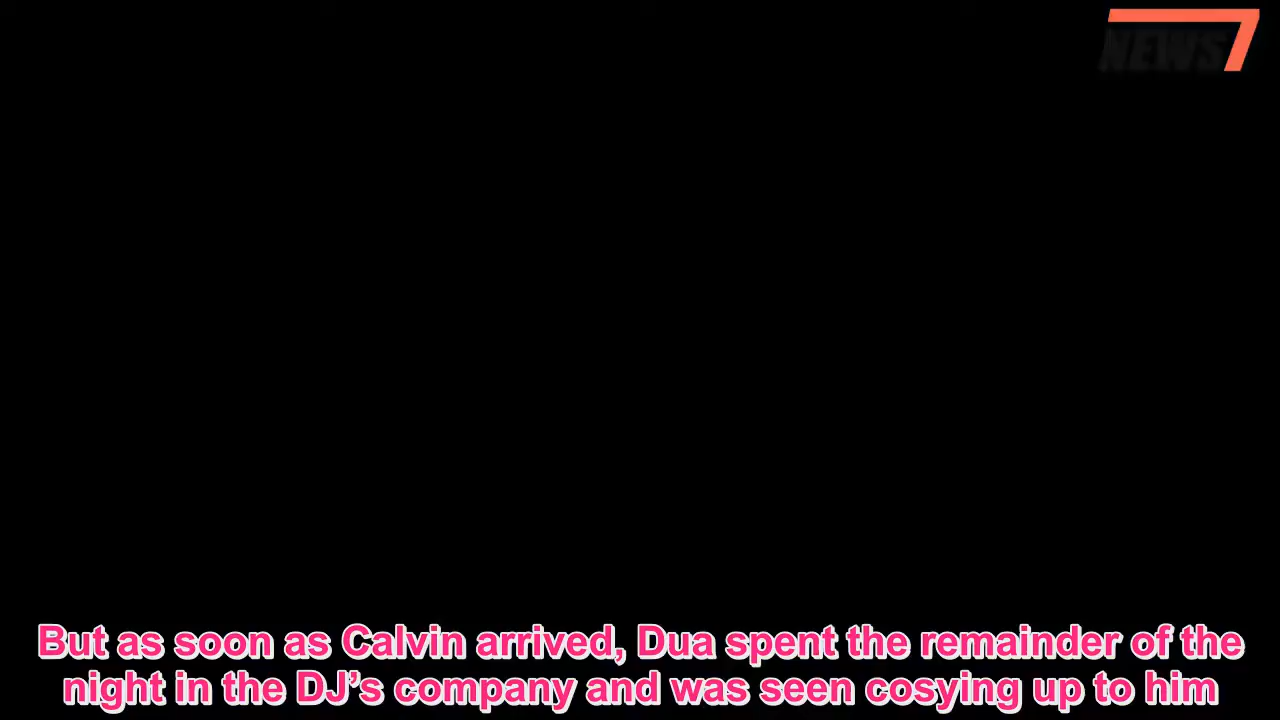 NEWS7
But as soon as Calvin arrived, Dua spent the remainder of the
night in the DJ’s company and was seen cosying up to him